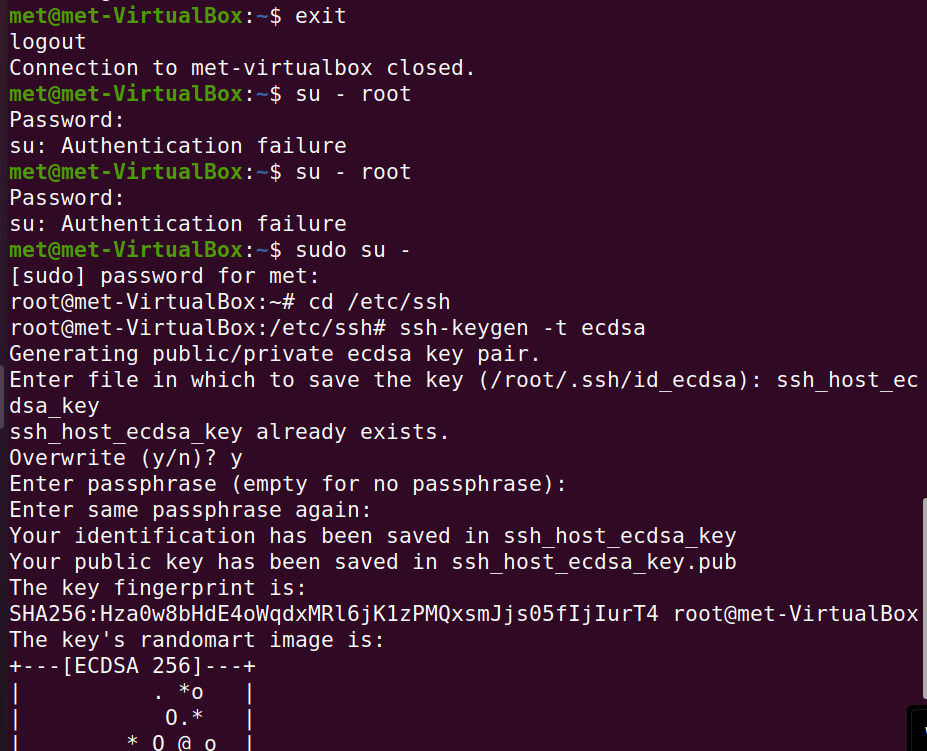 met@met-VirtualBox:~$ exit
logout
Connection to met-virtualbox closed.
met@met-VirtualBox:~$ su - root
Password:
su: Authentication failure
met@met-VirtualBox:~$ su - root
Password:
su: Authentication failure
met@met-VirtualBox:~$ sudo su -
[sudo] password for met:
root@met-VirtualBox:~# cd /etc/ssh
root@met-VirtualBox:/etc/ssh# ssh-keygen -t ecdsa
Generating public/private ecdsa key pair.
Enter file in which to save the key (/root/.ssh/id_ecdsa): ssh_host_ec
dsa_key
ssh_host_ecdsa_key already exists.
Overwrite (y/n)? y
Enter passphrase (empty for no passphrase):
Enter same passphrase again:
Your identification has been saved in ssh_host_ecdsa_key
Your public key has been saved in ssh_host_ecdsa_key.pub
The key fingerprint is:
SHA256:Hza0w8bHdE4oWqdxMRl6jK1zPMQxsmJjs05fIjIurT4 root@met-VirtualBox
The key's randomart image is:
+---[ECDSA 256]---+
|          . *o   |
|           O.*   |
|        * O @ o  |